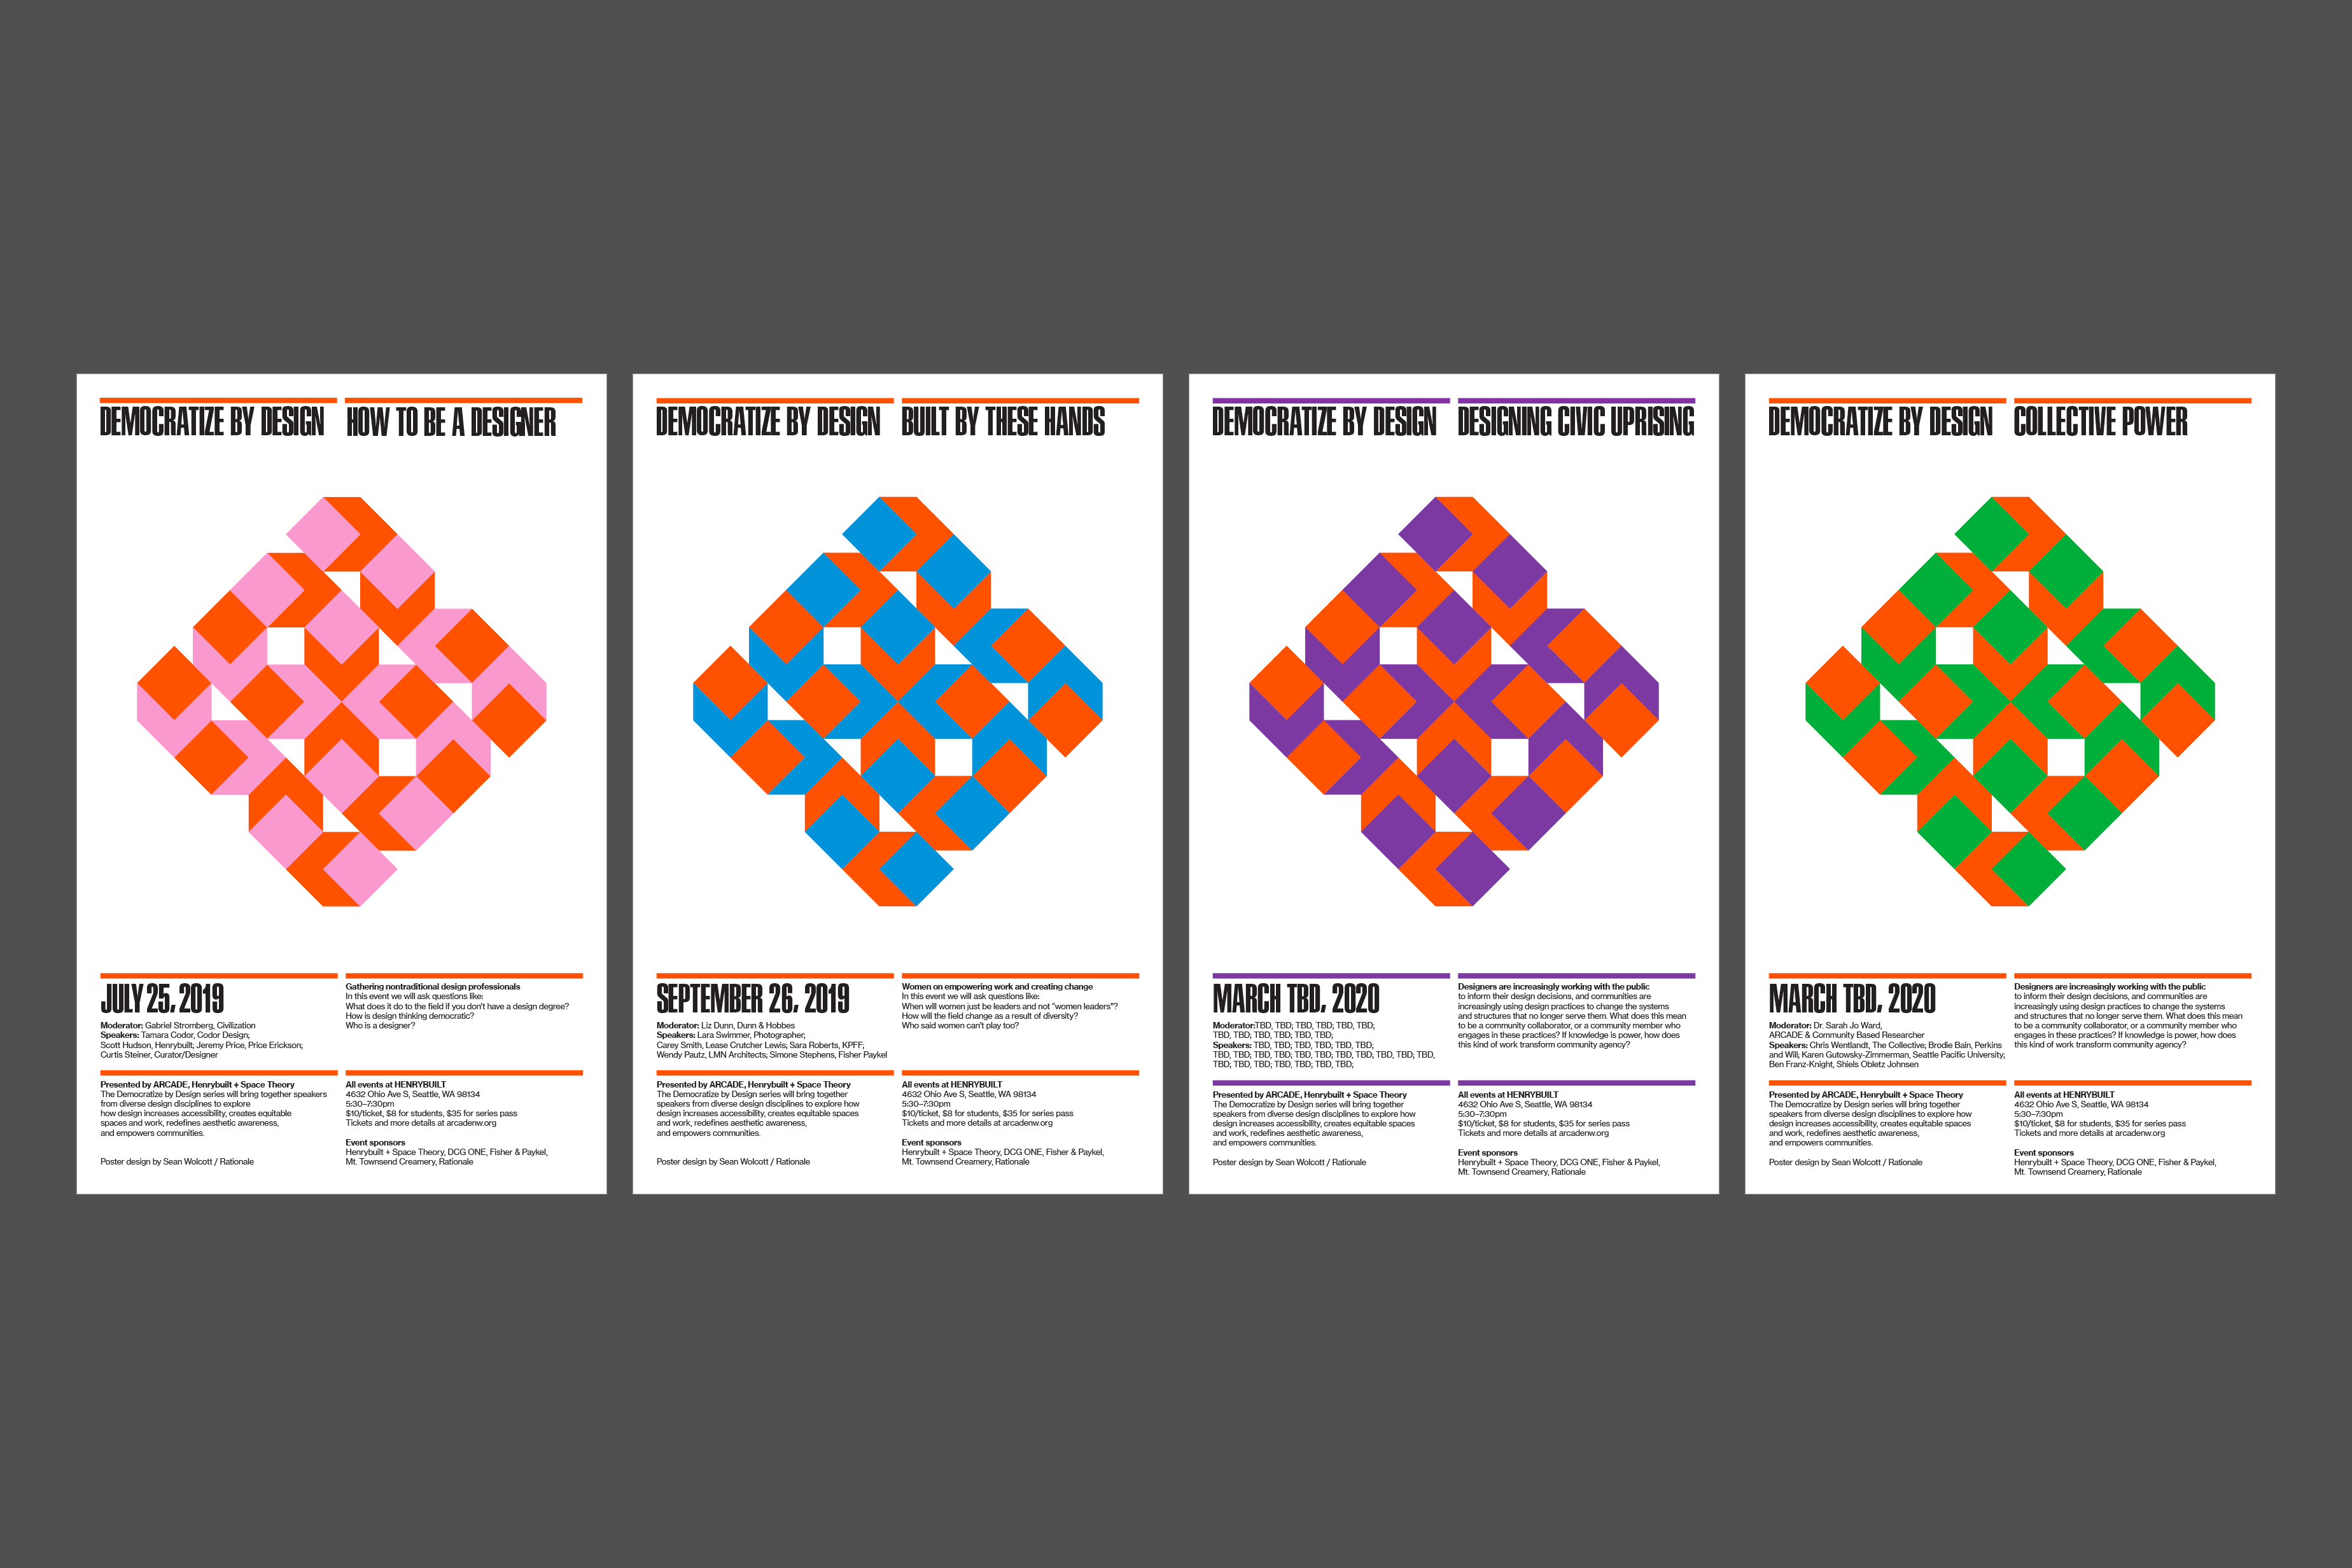 DEMOCRATIZE BY DESIGN
HOW TO BE A DESIGNER
JULY 25, 2019
Moderator: Gabriel Stromberg, Civilization
Speakers: Tamara Codor, Codor Design;
Scott Hudson, Henrybuilt; Jeremy Price, Price Erickson;
Curtis Steiner, Curator/Designer
Gathering nontraditional design professionals
In this event we will ask questions like:
What does it do to the field if you don't have a design degree?
How is design thinking democratic?
Who is a designer?
Presented by ARCADE, Henrybuilt + Space Theory
The Democratize by Design series will bring together speakers
from diverse design disciplines to explore
how design increases accessibility, creates equitable
spaces and work, redefines aesthetic awareness,
and empowers communities.
Poster design by Sean Wolcott / Rationale
All events at HENRYBUILT
4632 Ohio Ave S, Seattle, WA 98134
5:30–7:30pm
$10/ticket, $8 for students, $35 for series pass
Tickets and more details at arcadenw.org
Event sponsors
Henrybuilt + Space Theory, DCG ONE, Fisher & Paykel,
Mt. Townsend Creamery, Rationale
DEMOCRATIZE BY DESIGN
BUILT BY THESE HANDS
SEPTEMBER 26, 2019
Moderator: Liz Dunn, Dunn & Hobbes
Speakers: Lara Swimmer, Photographer;
Carey Smith, Lease Crutcher Lewis; Sara Roberts, KPFF;
Wendy Pautz, LMN Architects; Simone Stephens, Fisher Paykel
Women on empowering work and creating change
In this event we will ask questions like:
When will women just be leaders and not "women leaders"?
How will the field change as a result of diversity?
Who said women can't play too?
Presented by ARCADE, Henrybuilt + Space Theory
The Democratize by Design series will bring together
speakers from diverse design disciplines to explore how
design increases accessibility, creates equitable spaces
and work, redefines aesthetic awareness,
and empowers communities.
Poster design by Sean Wolcott / Rationale
All events at HENRYBUILT
4632 Ohio Ave S, Seattle, WA 98134
5:30–7:30pm
$10/ticket, $8 for students, $35 for series pass
Tickets and more details at arcadenw.org
Event sponsors
Henrybuilt + Space Theory, DCG ONE, Fisher & Paykel,
Mt. Townsend Creamery, Rationale
DEMOCRATIZE BY DESIGN
DESIGNING CIVIC UPRISING
MARCH TBD, 2020
Moderator:TBD, TBD; TBD, TBD; TBD, TBD;
TBD, TBD; TBD, TBD; TBD, TBD;
Speakers: TBD, TBD; TBD, TBD; TBD, TBD;
TBD, TBD; TBD, TBD; TBD, TBD; TBD, TBD; TBD, TBD; TBD,
TBD; TBD, TBD; TBD, TBD; TBD, TBD;
Designers are increasingly working with the public
to inform their design decisions, and communities are
increasingly using design practices to change the systems
and structures that no longer serve them. What does this mean
to be a community collaborator, or a community member who
engages in these practices? If knowledge is power, how does
this kind of work transform community agency?
Presented by ARCADE, Henrybuilt + Space Theory
The Democratize by Design series will bring together
speakers from diverse design disciplines to explore how
design increases accessibility, creates equitable spaces
and work, redefines aesthetic awareness,
and empowers communities.
Poster design by Sean Wolcott / Rationale
All events at HENRYBUILT
4632 Ohio Ave S, Seattle, WA 98134
5:30–7:30pm
$10/ticket, $8 for students, $35 for series pass
Tickets and more details at arcadenw.org
Event sponsors
Henrybuilt + Space Theory, DCG ONE, Fisher & Paykel,
Mt. Townsend Creamery, Rationale
DEMOCRATIZE BY DESIGN
COLLECTIVE POWER
MARCH TBD, 2020
Moderator: Dr. Sarah Jo Ward,
ARCADE & Community Based Researcher
Speakers: Chris Wentlandt, The Collective; Brodie Bain, Perkins
and Will; Karen Gutowsky-Zimmerman, Seattle Pacific University;
Ben Franz-Knight, Shiels Obletz Johnsen
Designers are increasingly working with the public
to inform their design decisions, and communities are
increasingly using design practices to change the systems
and structures that no longer serve them. What does this mean
to be a community collaborator, or a community member who
engages in these practices? If knowledge is power, how does
this kind of work transform community agency?
Presented by ARCADE, Henrybuilt + Space Theory
The Democratize by Design series will bring together
speakers from diverse design disciplines to explore how
design increases accessibility, creates equitable spaces
and work, redefines aesthetic awareness,
and empowers communities.
Poster design by Sean Wolcott / Rationale
All events at HENRYBUILT
4632 Ohio Ave S, Seattle, WA 98134
5:30–7:30pm
$10/ticket, $8 for students, $35 for series pass
Tickets and more details at arcadenw.org
Event sponsors
Henrybuilt + Space Theory, DCG ONE, Fisher & Paykel,
Mt. Townsend Creamery, Rationale